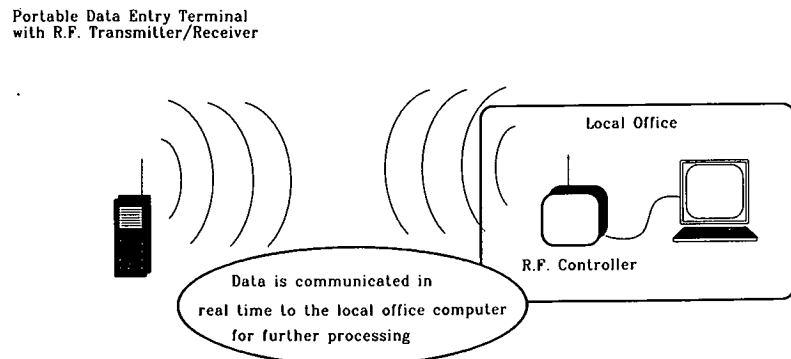 Portable Data Entry Terminal
with R.F. Transmitter/Receiver
Local Office
R.F. Controller
Data is communicated in
real time to the local office computer
for further processing